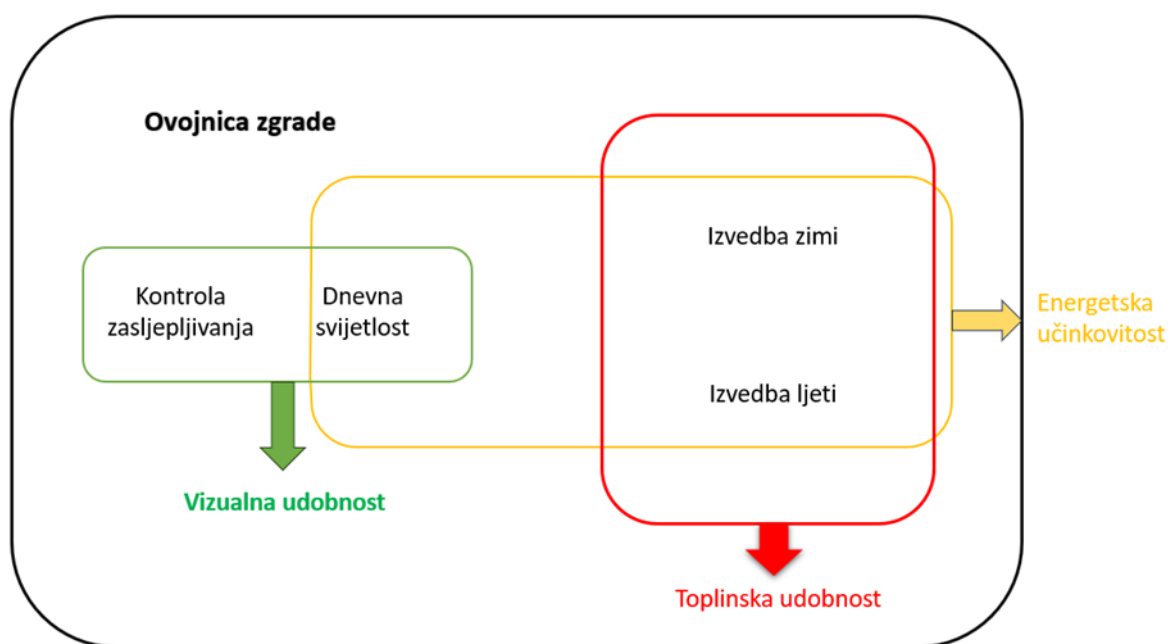 Ovojnica zgrade
Izvedba zimi
Kontrola
zasljepljivanja
Dnevna
svijetlost
Energetska
učinkovitost
Izvedba ljeti
Vizualna udobnost
Toplinska udobnost